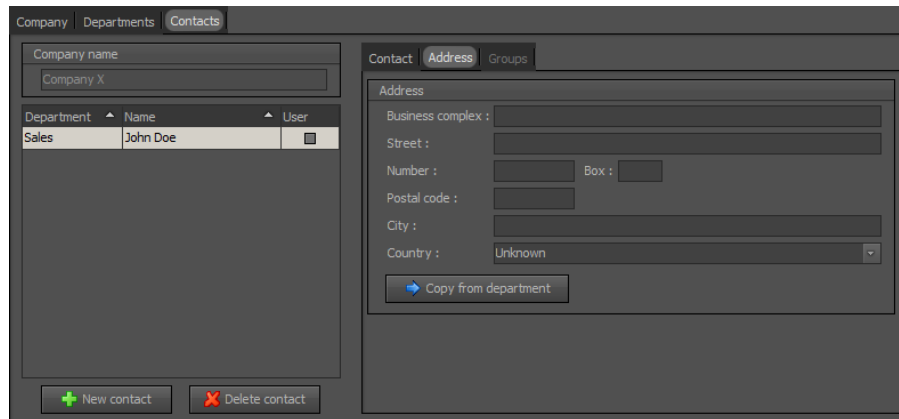 Company Departments Contacts
Company name
Company X
Department Name User
Sales John Doe
New contact Delete contact
Contact Address Groups
Address
Business complex :
Street :
Number : Box :
Postal code :
City :
Country : Unknown
Copy from department